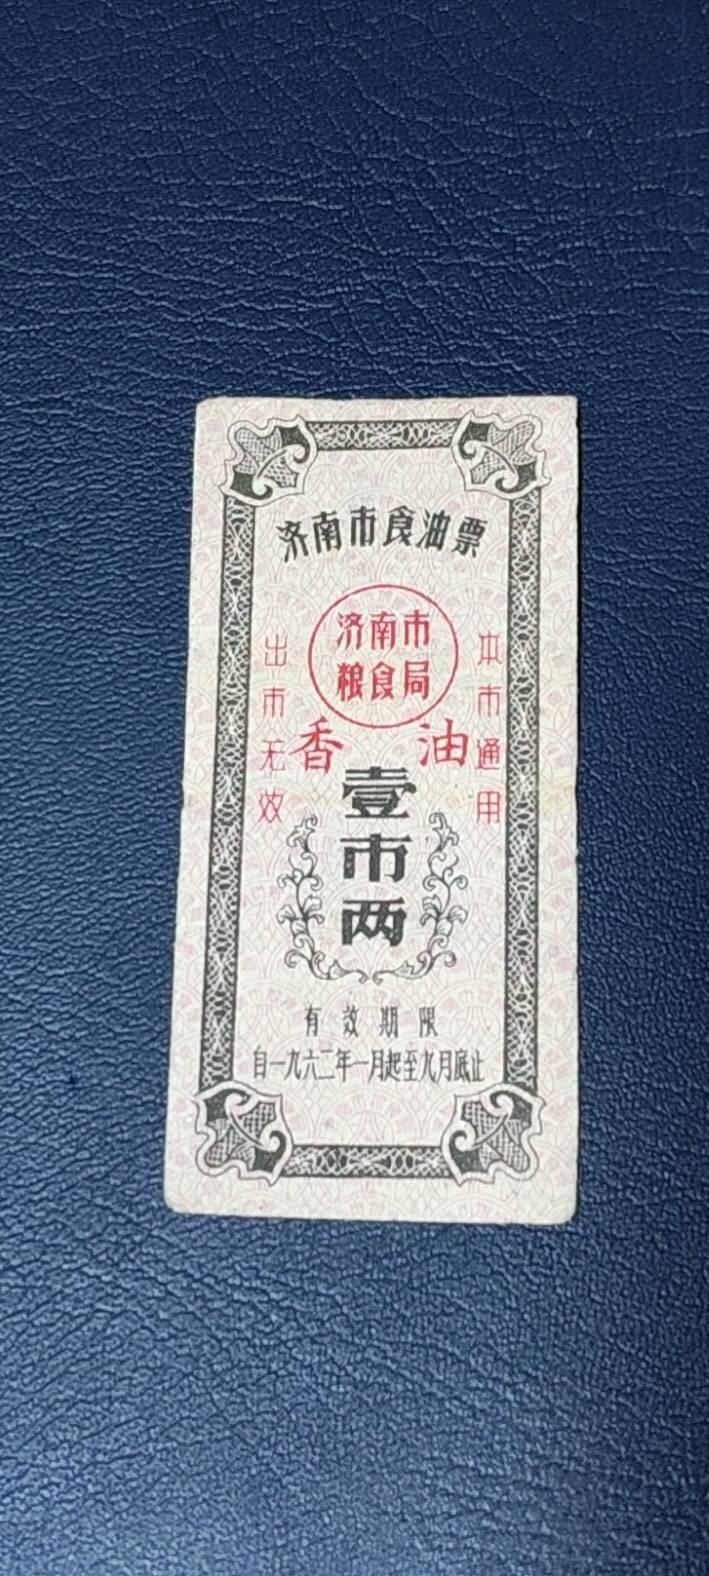 济南市食油票
济南市
粮食局
本市通用
出市无效
香油
壹市两
有效期限
自一九六二年一月起至九月底止